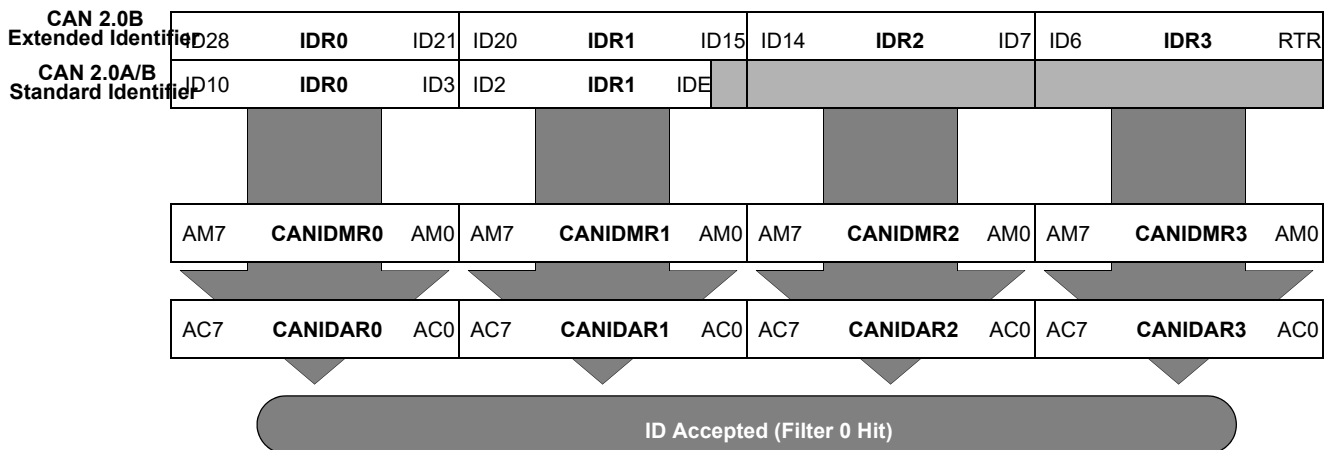 CAN 2.0B
Extended Identifier ID28 IDR0 ID21 ID20 IDR1 ID15 ID14 IDR2 ID7 ID6 IDR3 RTR
CAN 2.0A/B
Standard Identifier ID10 IDR0 ID3 ID2 IDR1 IDE
AM7 CANIDMR0 AM0 AM7 CANIDMR1 AM0 AM7 CANIDMR2 AM0 AM7 CANIDMR3 AM0
AC7 CANIDAR0 AC0 AC7 CANIDAR1 AC0 AC7 CANIDAR2 AC0 AC7 CANIDAR3 AC0
ID Accepted (Filter 0 Hit)